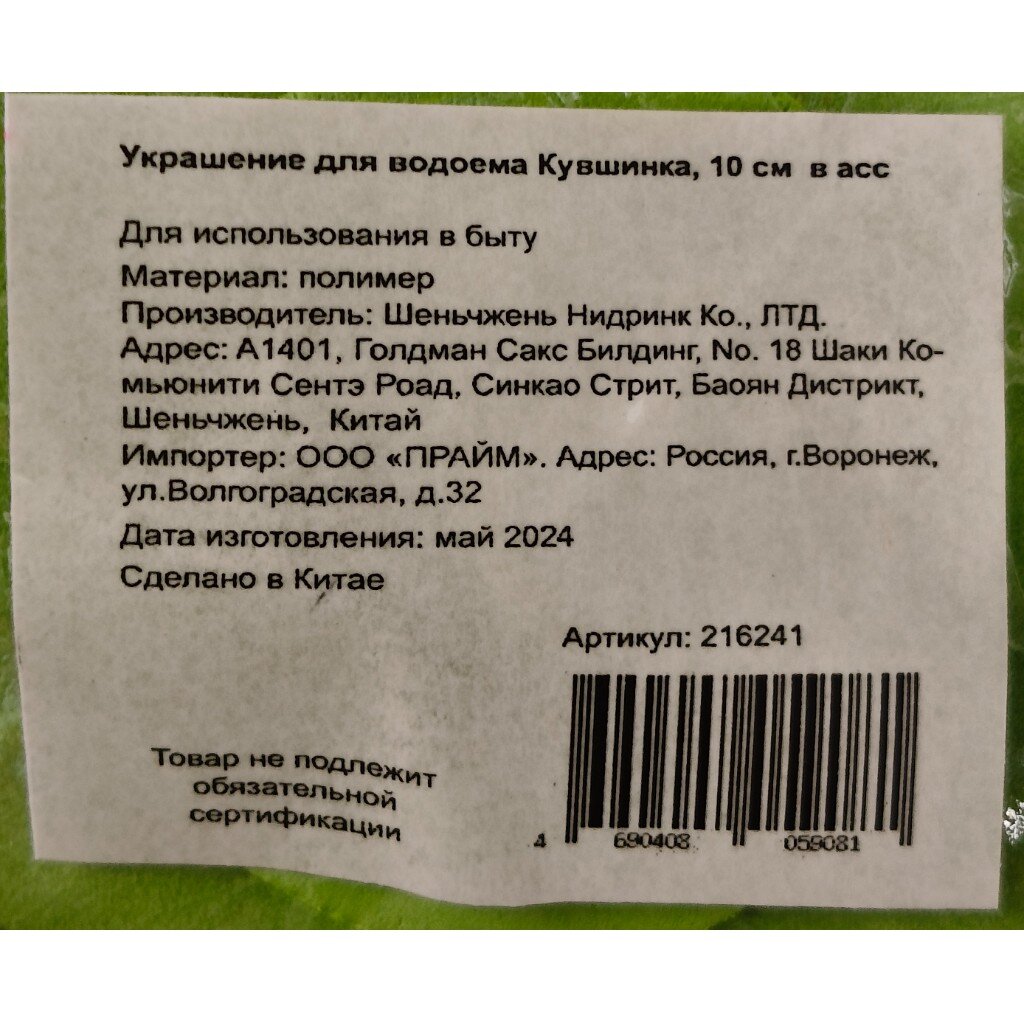 Украшение для водоема Кувшинка, 10 см в асс
Для использования в быту
Материал: полимер
Производитель: Шеньчжень Нидринк Ко., ЛТД.
Адрес: А1401, Голдман Сакс Билдинг, No. 18 Шаки Ко-
мьюнити Сентэ Роад, Синкао Стрит, Баоян Дистрикт,
Шеньчжень, Китай
Импортер: ООО «ПРАЙМ». Адрес: Россия, г.Воронеж,
ул.Волгоградская, д.32
Дата изготовления: май 2024
Сделано в Китае
Артикул: 216241
Товар не подлежит
обязательной
сертификации
4 690408 059081